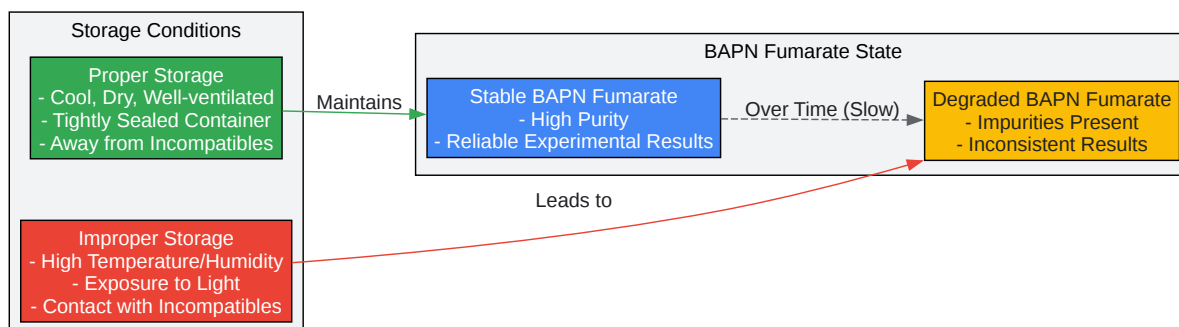 Storage Conditions
Proper Storage
- Cool, Dry, Well-ventilated
- Tightly Sealed Container
- Away from Incompatibles
Improper Storage
- High Temperature/Humidity
- Exposure to Light
- Contact with Incompatibles
Maintains
Leads to
BAPN Fumarate State
Stable BAPN Fumarate
- High Purity
- Reliable Experimental Results
Over Time (Slow)
Degraded BAPN Fumarate
- Impurities Present
- Inconsistent Results